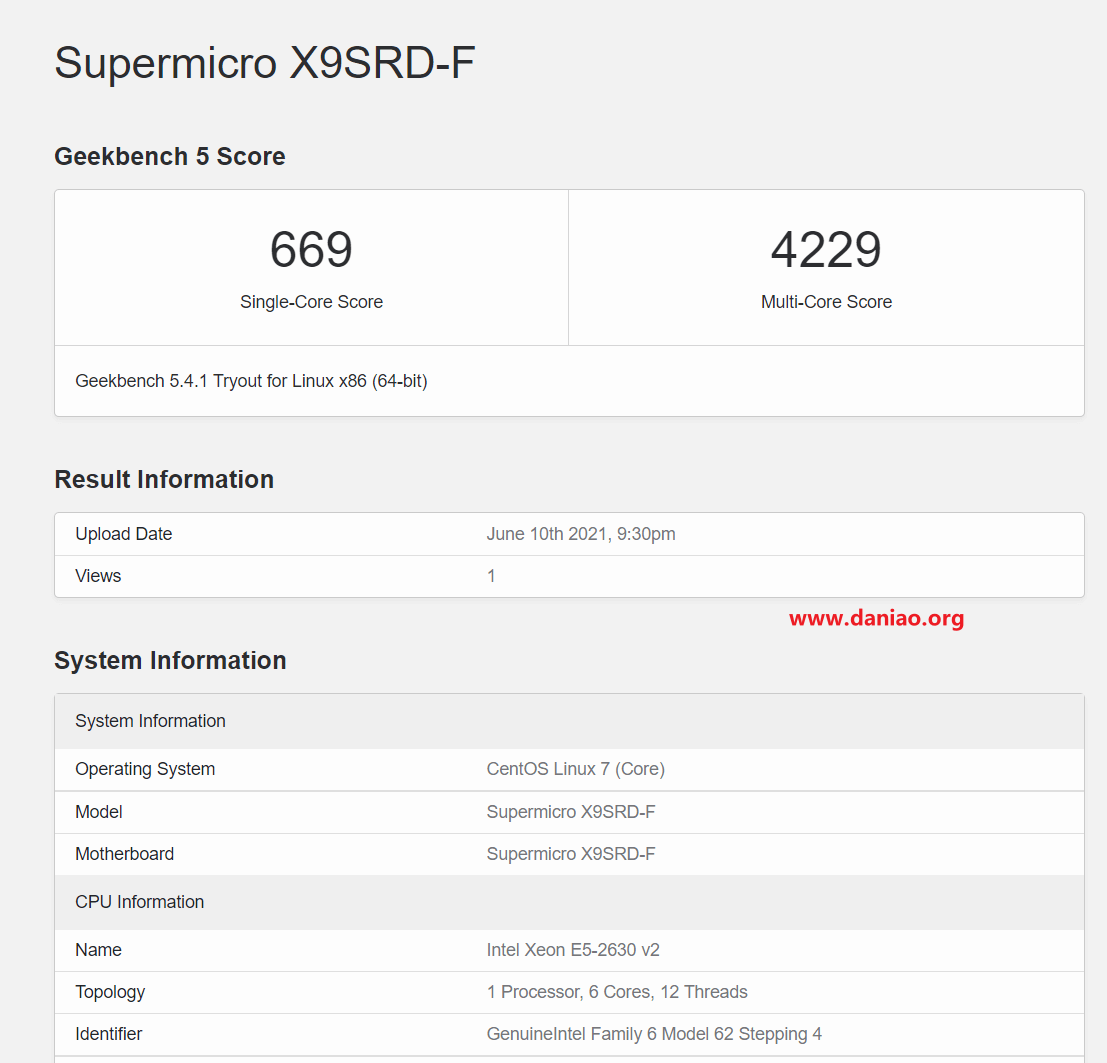 Supermicro X9SRD-F
Geekbench 5 Score
669 4229
Single-Core Score Multi-Core Score
Geekbench 5.4.1 Tryout for Linux x86 (64-bit)
Result Information
Upload Date June 10th 2021, 9:30pm
Views 1
www.daniao.org
System Information
System Information
Operating System CentOS Linux 7 (Core)
Model Supermicro X9SRD-F
Motherboard Supermicro X9SRD-F
CPU Information
Name Intel Xeon E5-2630 v2
Topology 1 Processor, 6 Cores, 12 Threads
Identifier GenuineIntel Family 6 Model 62 Stepping 4